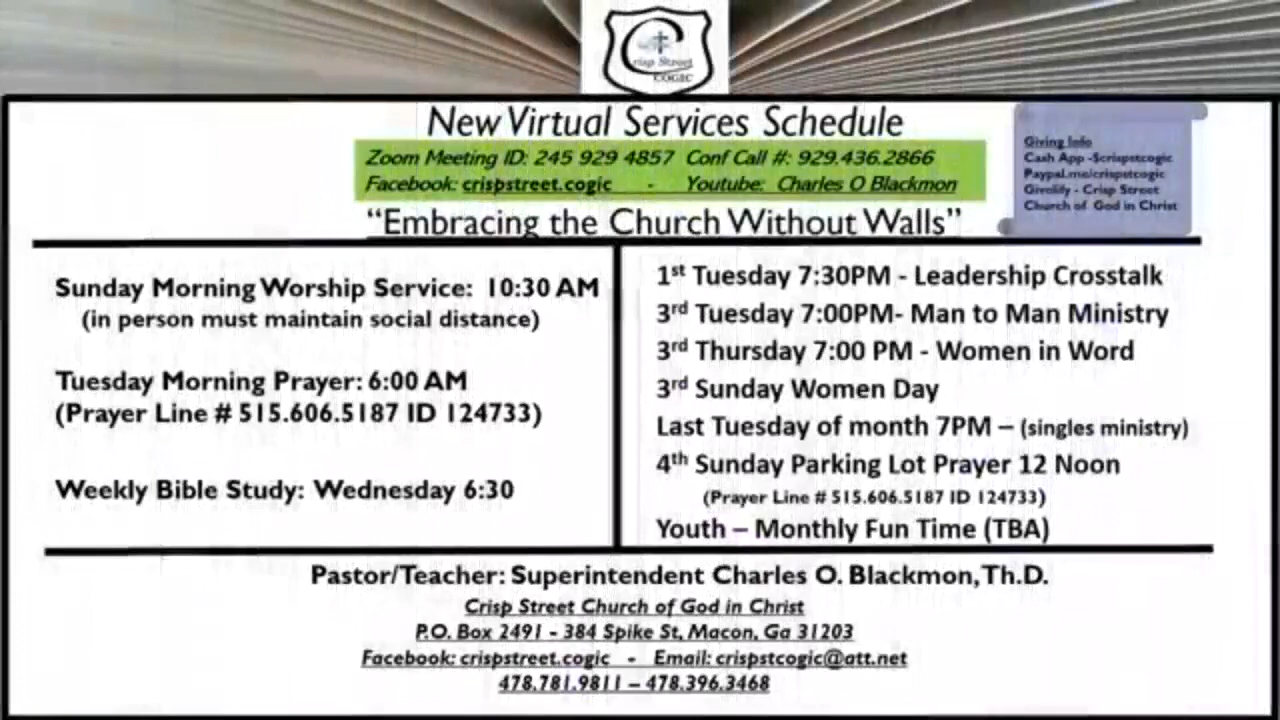 Crisp Street
COGIC
New Virtual Services Schedule
Zoom Meeting ID: 245 929 4857 Conf Call #: 929.436.2866
Facebook: crispstreet.cogic - Youtube: Charles O Blackmon
"Embracing the Church Without Walls"
Giving Info
Cash App -$crispstcogic
Paypal.me/crispstcogic
Givelify - Crisp Street
Church of God in Christ
Sunday Morning Worship Service: 10:30 AM
(in person must maintain social distance)
Tuesday Morning Prayer: 6:00 AM
(Prayer Line # 515.606.5187 ID 124733)
Weekly Bible Study: Wednesday 6:30
1st Tuesday 7:30PM - Leadership Crosstalk
3rd Tuesday 7:00PM- Man to Man Ministry
3rd Thursday 7:00 PM - Women in Word
3rd Sunday Women Day
Last Tuesday of month 7PM – (singles ministry)
4th Sunday Parking Lot Prayer 12 Noon
(Prayer Line # 515.606.5187 ID 124733)
Youth – Monthly Fun Time (TBA)
Pastor/Teacher: Superintendent Charles O. Blackmon, Th.D.
Crisp Street Church of God in Christ
P.O. Box 2491 - 384 Spike St, Macon, Ga 31203
Facebook: crispstreet.cogic - Email: crispstcogic@att.net
478.781.9811 – 478.396.3468